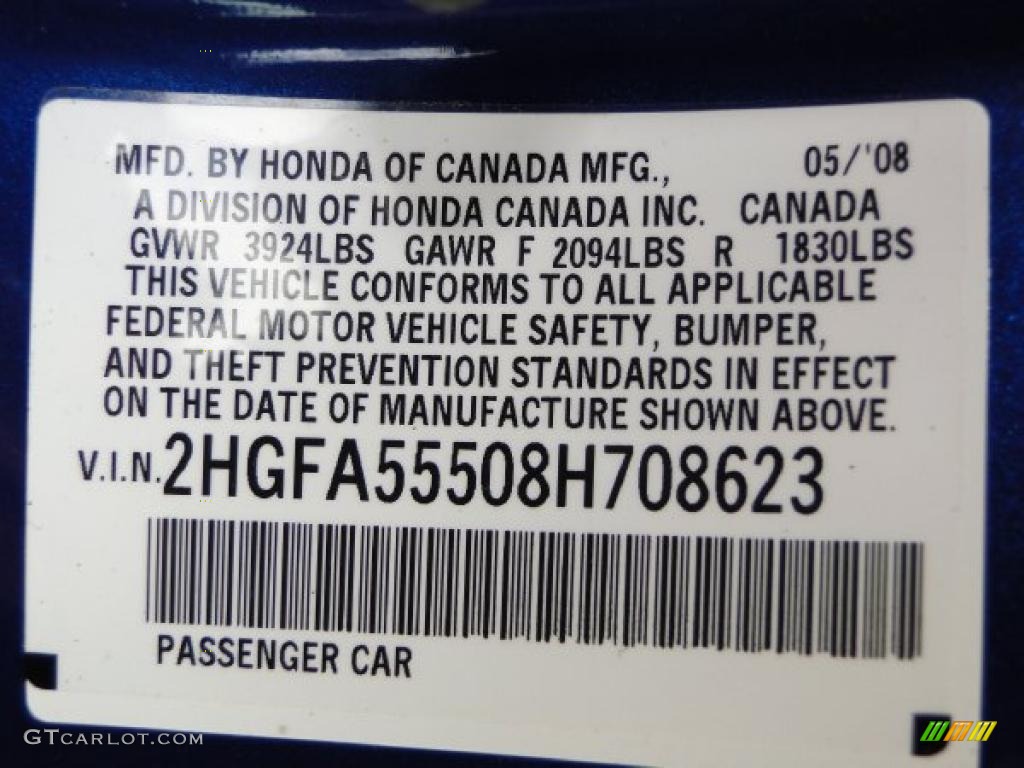 MFD. BY HONDA OF CANADA MFG., 05/'08
A DIVISION OF HONDA CANADA INC. CANADA
GVWR 3924LBS GAWR F 2094LBS R 1830LBS
THIS VEHICLE CONFORMS TO ALL APPLICABLE
FEDERAL MOTOR VEHICLE SAFETY, BUMPER,
AND THEFT PREVENTION STANDARDS IN EFFECT
ON THE DATE OF MANUFACTURE SHOWN ABOVE.
V.I.N. 2HGFA55508H708623
PASSENGER CAR
GTCARLOT.COM